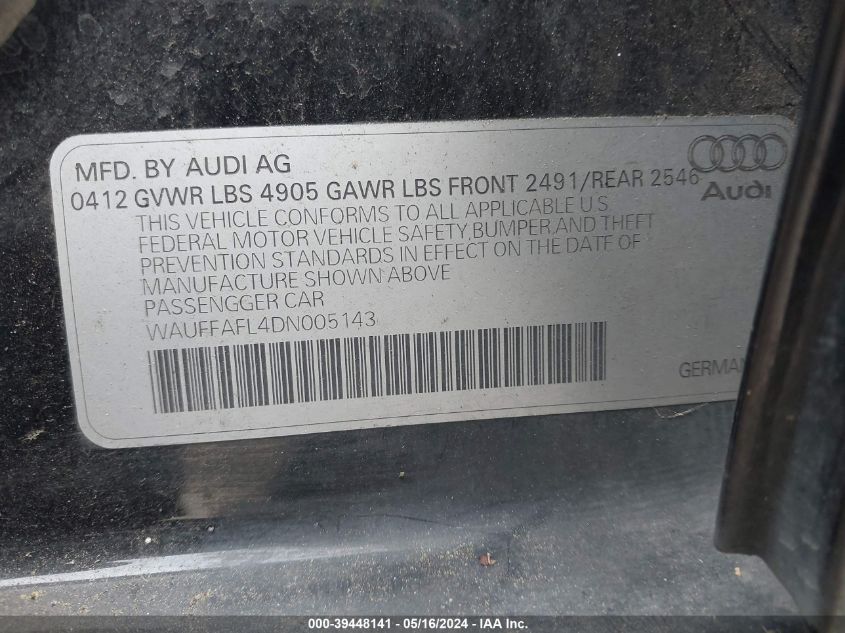 MFD. BY AUDI AG
0412 GVWR LBS 4905 GAWR LBS FRONT 2491/REAR 2546
Audi
THIS VEHICLE CONFORMS TO ALL APPLICABLE U.S
FEDERAL MOTOR VEHICLE SAFETY, BUMPER, AND THEFT
PREVENTION STANDARDS IN EFFECT ON THE DATE OF
MANUFACTURE SHOWN ABOVE
PASSENGGER CAR
WAUFFAFL4DN005143
GERMAN
000-39448141 - 05/16/2024 - IAAI.com